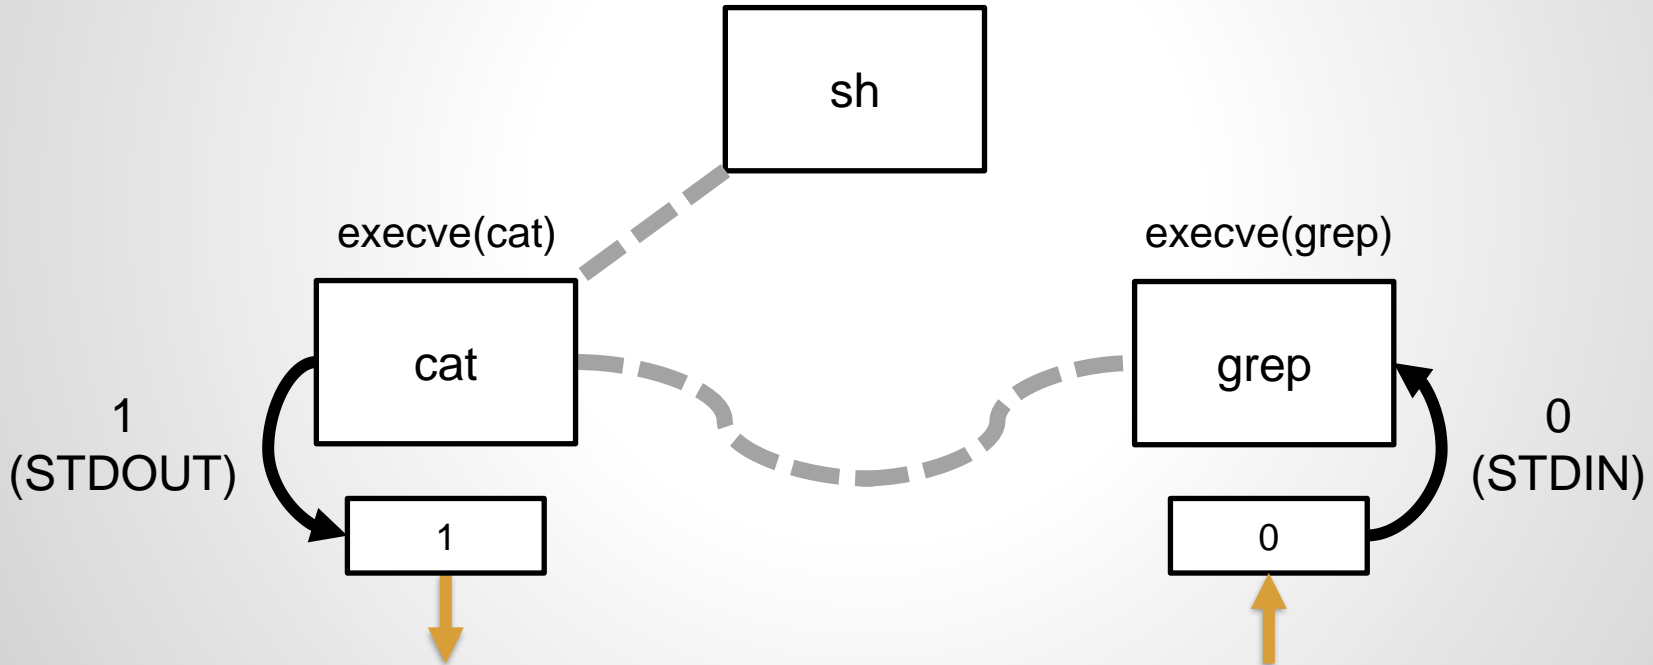 sh
execve(cat)
execve(grep)
cat
grep
1
(STDOUT)
0
(STDIN)
1
0